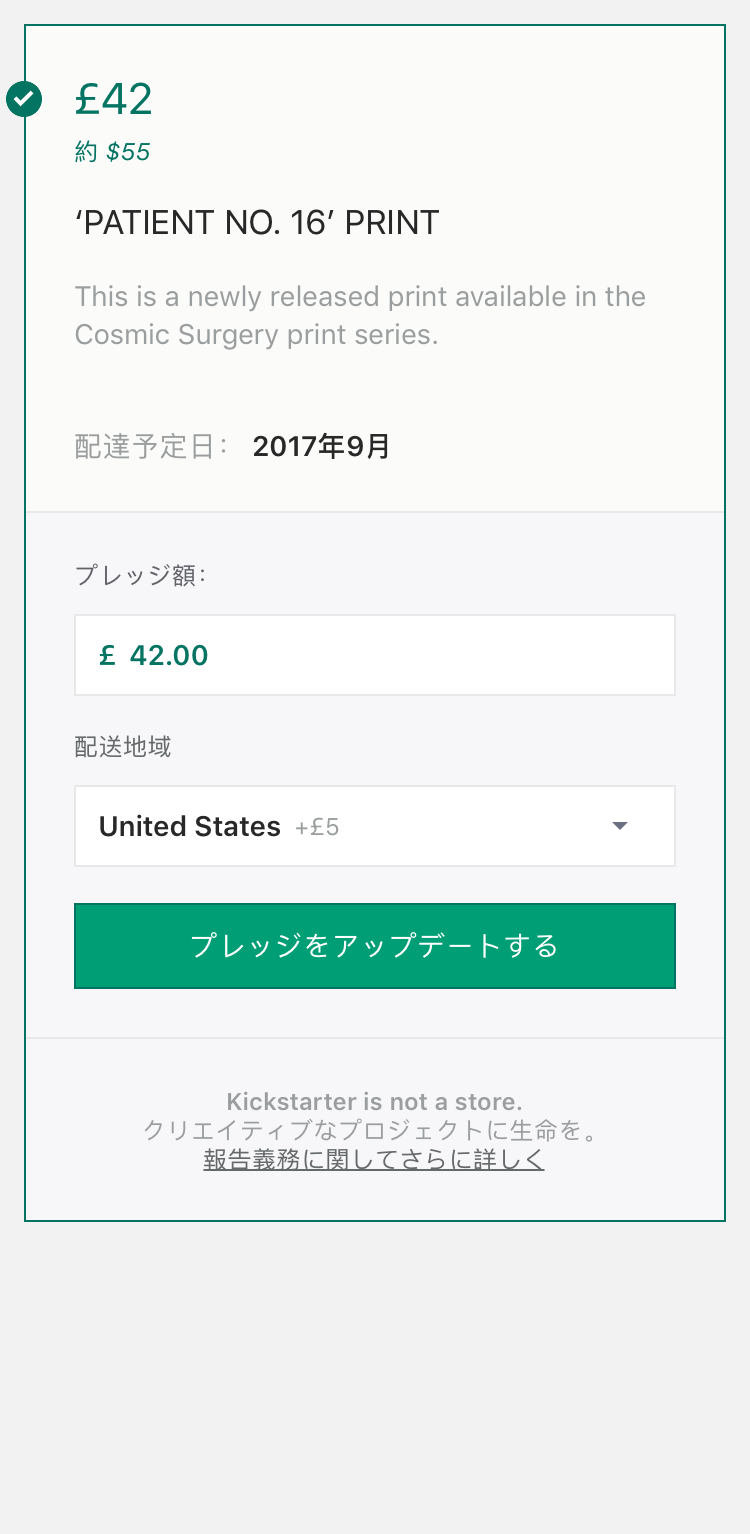 £42
約 $55
‘PATIENT NO. 16’ PRINT
This is a newly released print available in the
Cosmic Surgery print series.
配達予定日： 2017年9月
プレッジ額：
£ 42.00
配送地域
United States +£5
プレッジをアップデートする
Kickstarter is not a store.
クリエイティブなプロジェクトに生命を。
報告義務に関してさらに詳しく